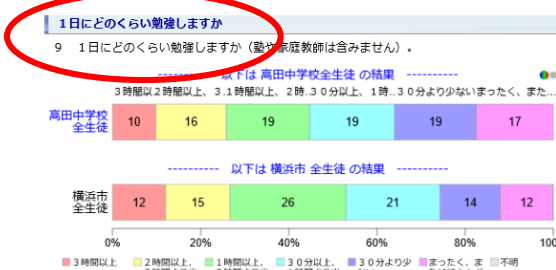 1日にどのくらい勉強しますか
9 1日にどのくらい勉強しますか（塾や家庭教師は含みません）.
---------- 以下は 高田中学校全生徒 の結果 ----------
３時間以２時間以上、３.１時間以上、２時..３０分以上、１時..３０分より少ないまったく、また...
高田中学校
全生徒
10 16 19 19 19 17
---------- 以下は 横浜市 全生徒 の結果 ----------
横浜市
全生徒
12 15 26 21 14 12
0% 20% 40% 60% 80% 100
３時間以上 ２時間以上、 １時間以上、 ３０分以上、 ３０分より少 まったく、ま 不明